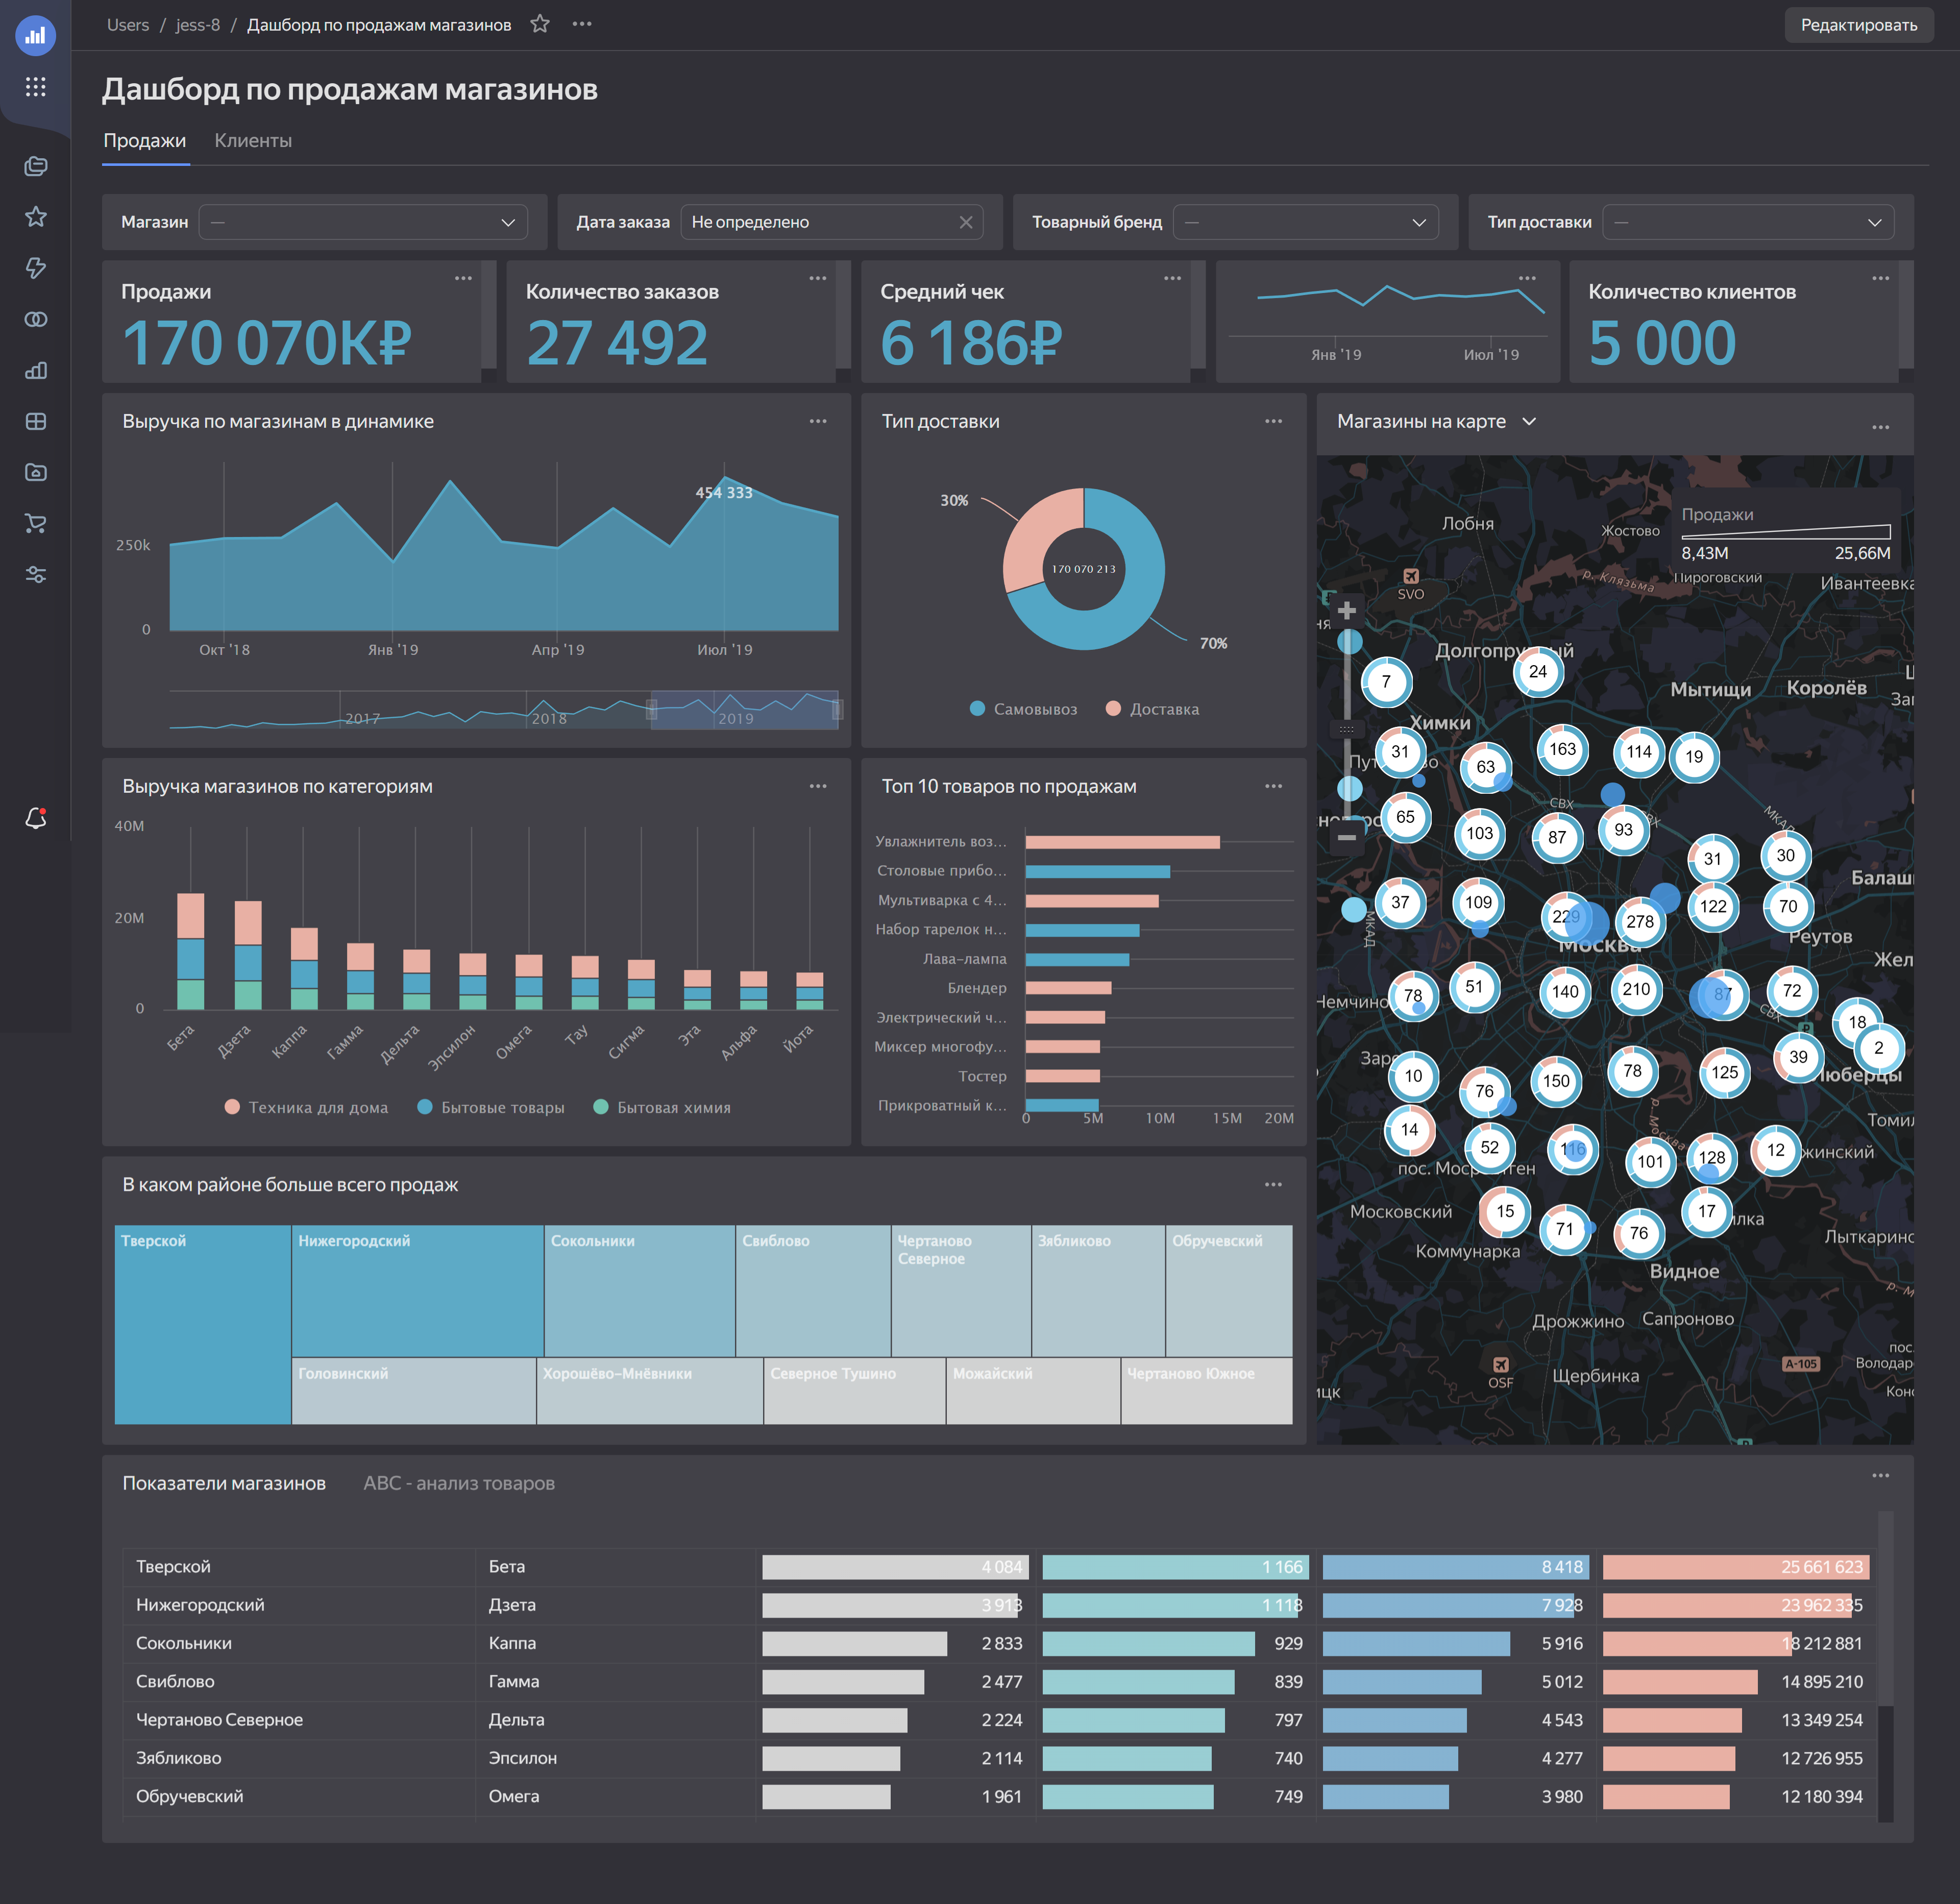 Users / jess-8 / Дашборд по продажам магазинов
Редактировать
Дашборд по продажам магазинов
Продажи
Клиенты
Магазин —
Дата заказа Не определено
Товарный бренд —
Тип доставки —
Продажи
170 070K₽
Количество заказов
27 492
Средний чек
6 186₽
Янв '19
Июл '19
Количество клиентов
5 000
Выручка по магазинам в динамике
454 333
250k
0
Окт '18
Янв '19
Апр '19
Июл '19
2017
2018
2019
Тип доставки
30%
170 070 213
70%
Самовывоз
Доставка
Магазины на карте
Продажи
8,43M
25,66M
Лобня
Жостово
р. Клязьма
Пироговский
Ивантеевка
SVO
24
7
Мытищи
Королёв
Химки
31
63
163
114
19
65
103
87
93
СВХ
МКАД
31
30
Балаш
37
109
229
278
122
70
МКАД
Москва
Реутов
Жел
Немчино
78
51
140
210
87
72
СВХ
18
2
39
10
76
150
78
125
Люберцы
р. Москва
Томил
14
52
116
101
128
12
Московский
15
71
76
17
Коммунарка
Лыткаринс
Видное
Дрожжино
Сапроново
OSF
Щербинка
А-105
пос.
Володар
Выручка магазинов по категориям
40M
20M
0
Бета
Дзета
Каппа
Гамма
Дельта
Эпсилон
Омега
Тау
Сигма
Эта
Альфа
Йота
Техника для дома
Бытовые товары
Бытовая химия
Топ 10 товаров по продажам
Увлажнитель воз...
Столовые прибо...
Мультиварка с 4...
Набор тарелок н...
Лава-лампа
Блендер
Электрический ч...
Миксер многофу...
Тостер
Прикроватный к...
0
5M
10M
15M
20M
В каком районе больше всего продаж
Тверской
Нижегородский
Сокольники
Свиблово
Чертаново
Северное
Зябликово
Обручевский
Головинский
Хорошёво-Мнёвники
Северное Тушино
Можайский
Чертаново Южное
Показатели магазинов
ABC - анализ товаров
Тверской Бета 4 084 1 166 8 418 25 661 623
Нижегородский Дзета 3 913 1 118 7 928 23 962 335
Сокольники Каппа 2 833 929 5 916 18 212 881
Свиблово Гамма 2 477 839 5 012 14 895 210
Чертаново Северное Дельта 2 224 797 4 543 13 349 254
Зябликово Эпсилон 2 114 740 4 277 12 726 955
Обручевский Омега 1 961 749 3 980 12 180 394